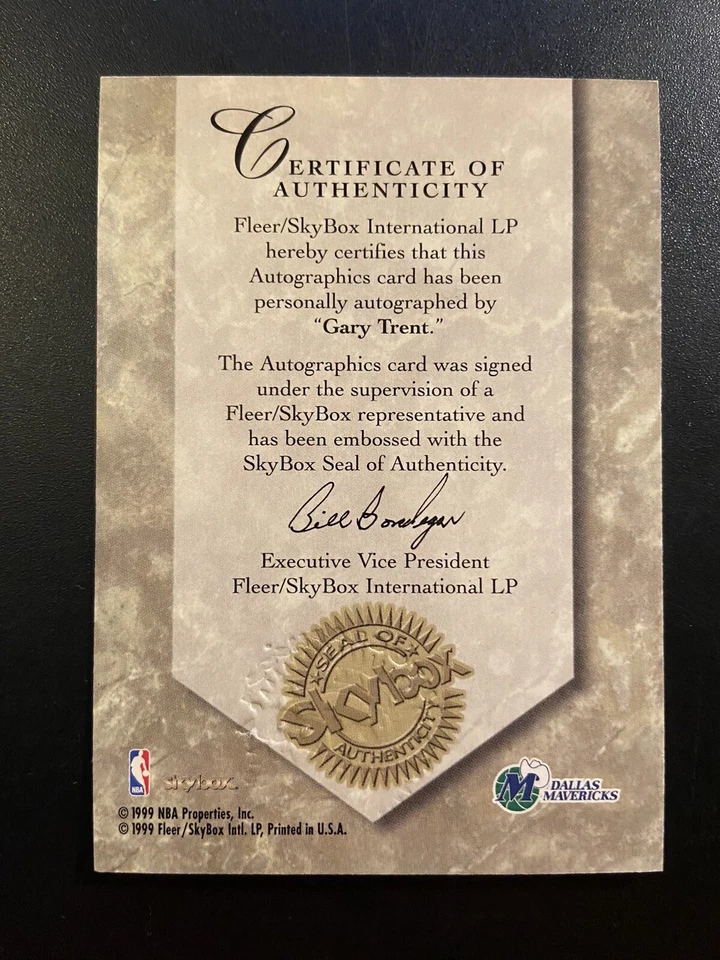 CERTIFICATE OF
AUTHENTICITY
Fleer/SkyBox International LP
hereby certifies that this
Autographics card has been
personally autographed by
“Gary Trent.”
The Autographics card was signed
under the supervision of a
Fleer/SkyBox representative and
has been embossed with the
SkyBox Seal of Authenticity.
Executive Vice President
Fleer/SkyBox International LP
SEAL OF
Skybox
AUTHENTICITY
NBA
skybox
M DALLAS
MAVERICKS
© 1999 NBA Properties, Inc.
© 1999 Fleer/SkyBox Intl. LP, Printed in U.S.A.